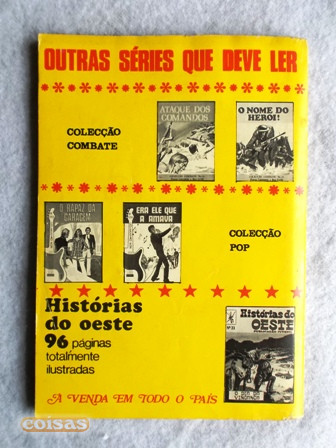 OUTRAS SÉRIES QUE DEVE LER
COLECÇÃO
COMBATE
ATAQUE DOS
COMANDOS
O NOME DO
HEROI!
O RAPAZ DA
GARAGEM
ERA ELE QUE
A AMAVA
COLECÇÃO
POP
Histórias
do oeste
96 páginas
totalmente
ilustradas
Histórias do
OESTE
À VENDA EM TODO O PAÍS
coisas